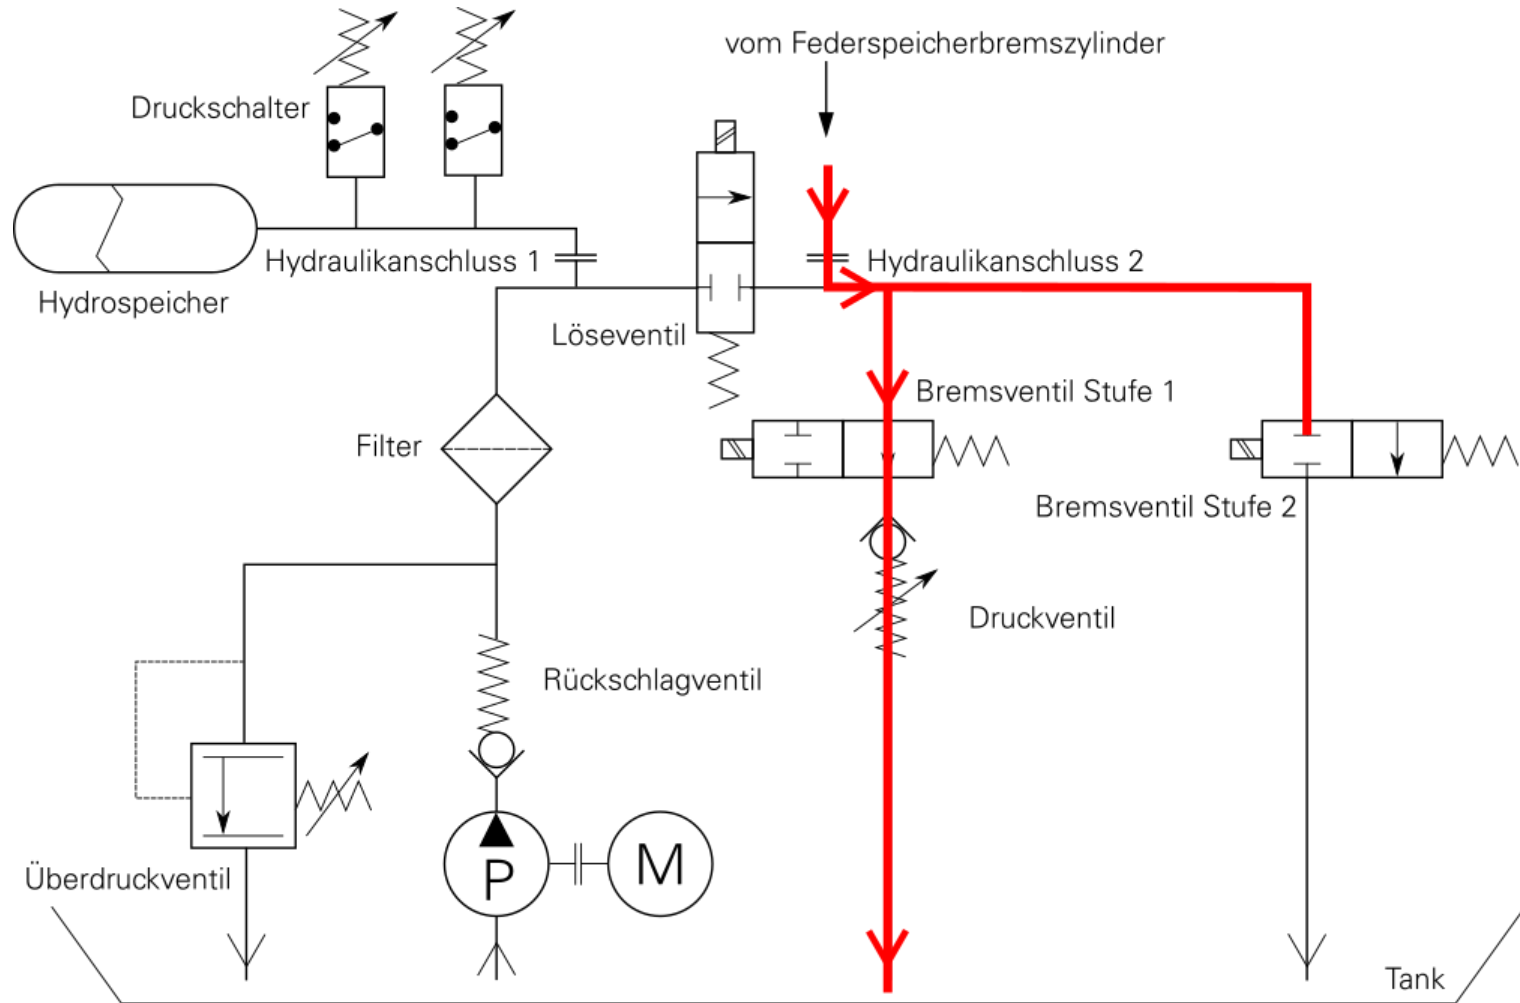 vom Federspeicherbremszylinder
Druckschalter
Hydraulikanschluss 1
Hydraulikanschluss 2
Hydrospeicher
Löseventil
Bremsventil Stufe 1
Filter
Bremsventil Stufe 2
Druckventil
Rückschlagventil
P
M
Überdruckventil
Tank